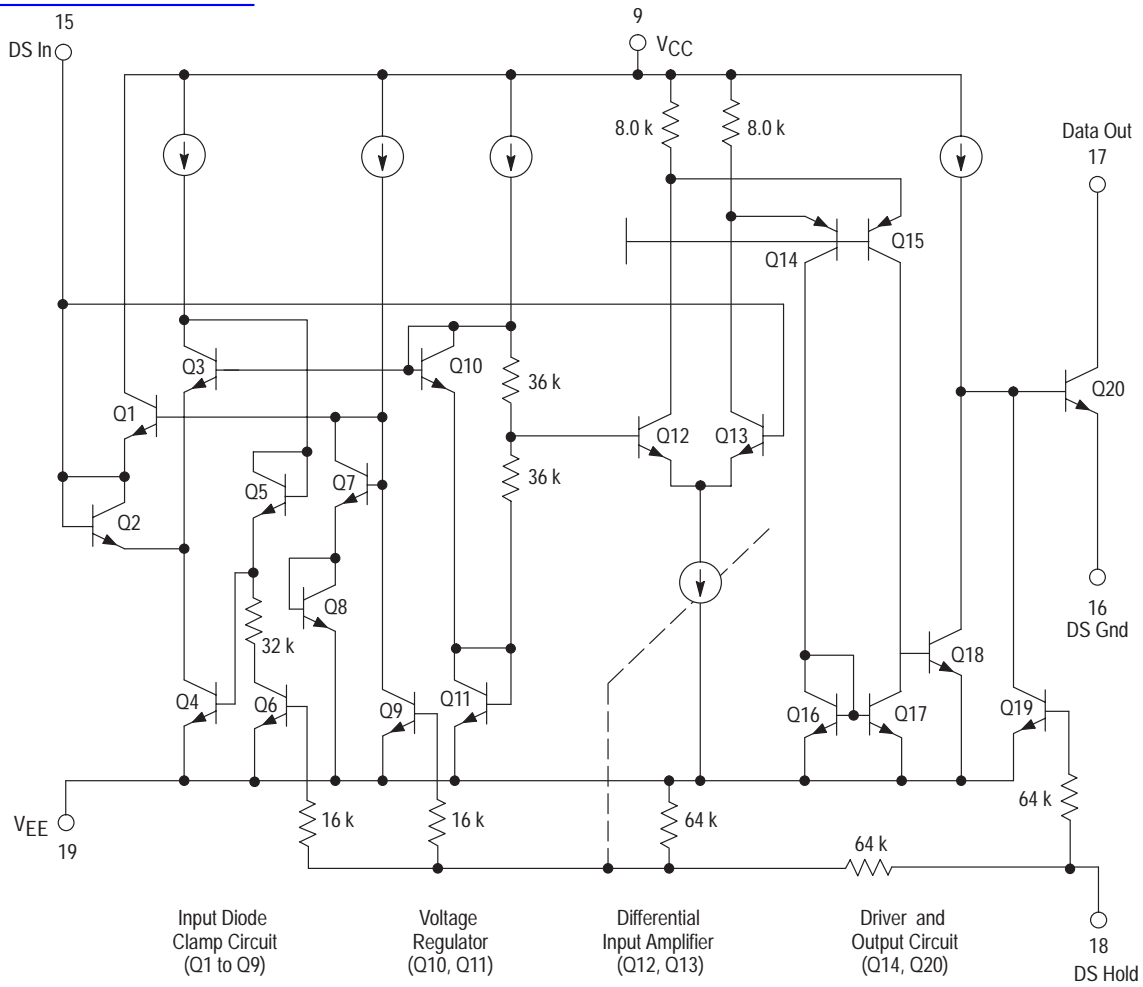 15
DS In
9
VCC
8.0 k
8.0 k
Data Out
17
Q15
Q14
Q3
Q10
36 k
Q20
Q1
Q12
Q13
Q5
Q7
36 k
Q2
Q8
16
DS Gnd
32 k
Q18
Q4
Q6
Q9
Q11
Q16
Q17
Q19
VEE
19
16 k
16 k
64 k
64 k
64 k
18
DS Hold
Input Diode
Clamp Circuit
(Q1 to Q9)
Voltage
Regulator
(Q10, Q11)
Differential
Input Amplifier
(Q12, Q13)
Driver and
Output Circuit
(Q14, Q20)